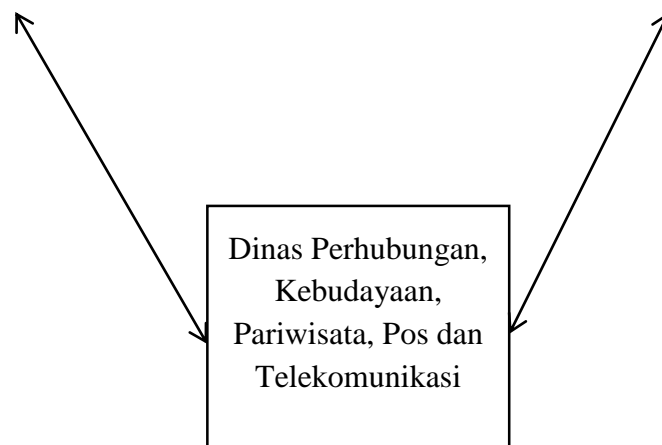 Dinas Perhubungan,
Kebudayaan,
Pariwisata, Pos dan
Telekomunikasi